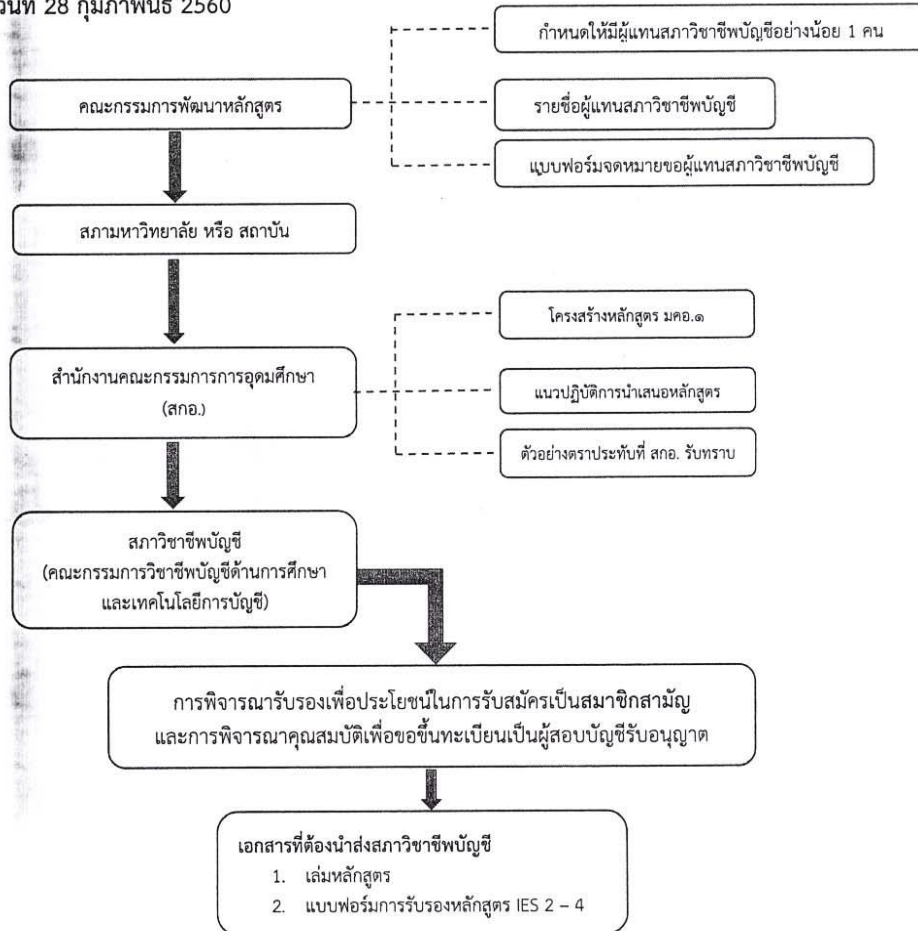 วันที่ 28 กุมภาพันธ์ 2560
กำหนดให้มีผู้แทนสภาวิชาชีพบัญชีอย่างน้อย 1 คน
คณะกรรมการพัฒนาหลักสูตร
รายชื่อผู้แทนสภาวิชาชีพบัญชี
แบบฟอร์มจดหมายขอผู้แทนสภาวิชาชีพบัญชี
สภามหาวิทยาลัย หรือ สถาบัน
โครงสร้างหลักสูตร มคอ.๑
สำนักงานคณะกรรมการการอุดมศึกษา
(สกอ.)
แนวปฏิบัติการนำเสนอหลักสูตร
ตัวอย่างตราประทับที่ สกอ. รับทราบ
สภาวิชาชีพบัญชี
(คณะกรรมการวิชาชีพบัญชีด้านการศึกษา
และเทคโนโลยีการบัญชี)
การพิจารณารับรองเพื่อประโยชน์ในการรับสมัครเป็นสมาชิกสามัญ
และการพิจารณาคุณสมบัติเพื่อขอขึ้นทะเบียนเป็นผู้สอบบัญชีรับอนุญาต
เอกสารที่ต้องนำส่งสภาวิชาชีพบัญชี
1. เล่มหลักสูตร
2. แบบฟอร์มการรับรองหลักสูตร IES 2 – 4